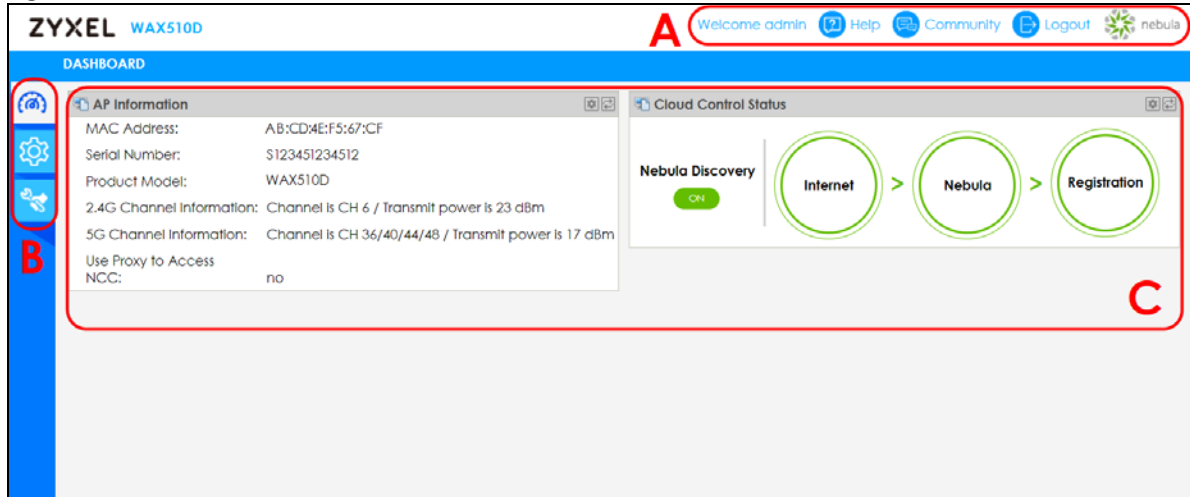 ZYXEL WAX510D
A
Welcome admin Help Community Logout nebula
DASHBOARD
AP Information
MAC Address: AB:CD:4E:F5:67:CF
Serial Number: S123451234512
Product Model: WAX510D
2.4G Channel Information: Channel is CH 6 / Transmit power is 23 dBm
5G Channel Information: Channel is CH 36/40/44/48 / Transmit power is 17 dBm
Use Proxy to Access
NCC: no
Cloud Control Status
Nebula Discovery
ON
Internet > Nebula > Registration
B
C